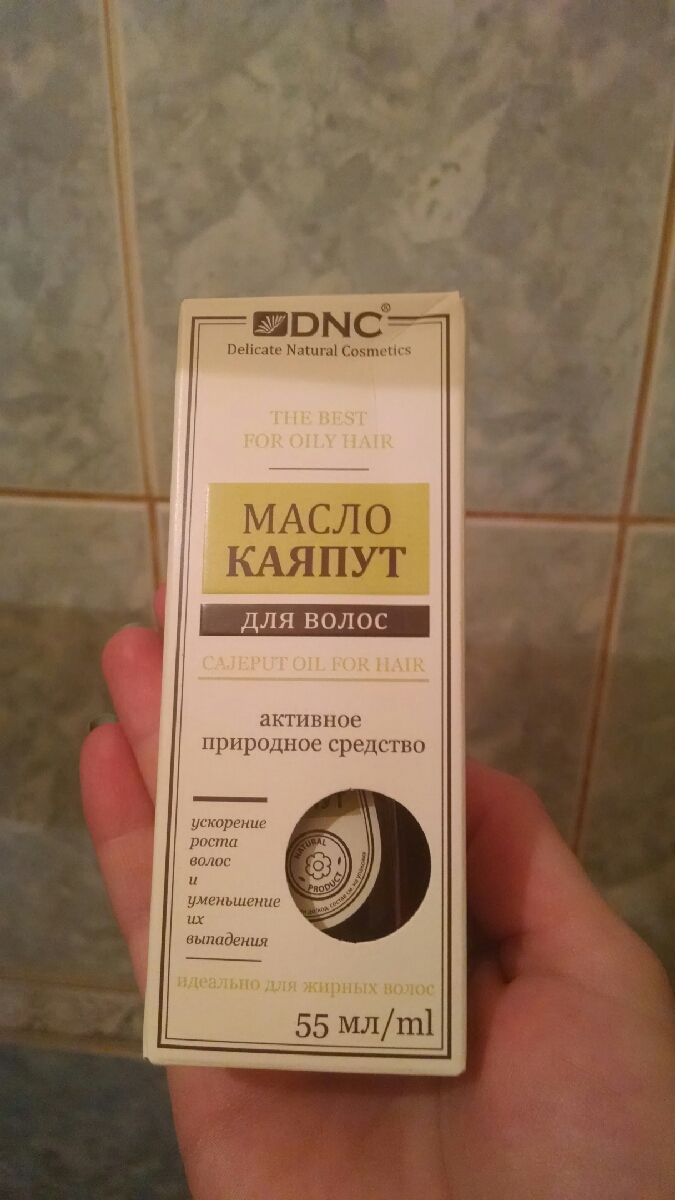 DNC®
Delicate Natural Cosmetics
THE BEST
FOR OILY HAIR
МАСЛО
КАЯПУТ
ДЛЯ ВОЛОС
CAJEPUT OIL FOR HAIR
активное
природное средство
ускорение
роста
волос
и
уменьшение
их
выпадения
NATURAL
PRODUCT
идеально для жирных волос
55 мл/ml